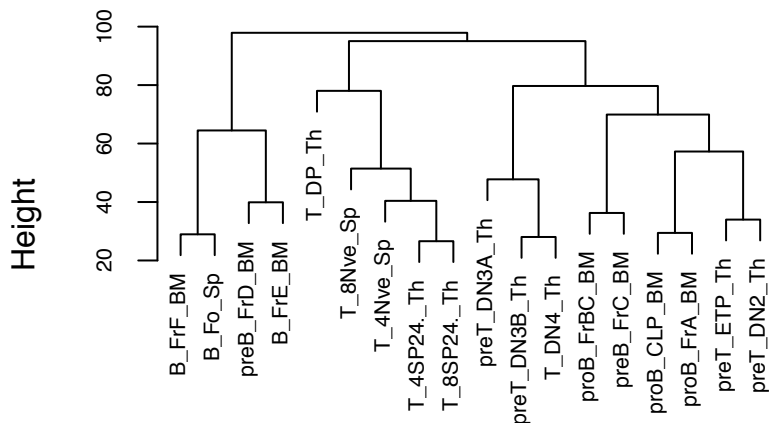 Height
100
80
60
40
20
B_FrF_BM
B_Fo_Sp
preB_FrD_BM
B_FrE_BM
T_DP_Th
T_8Nve_Sp
T_4Nve_Sp
T_4SP24._Th
T_8SP24._Th
preT_DN3A_Th
preT_DN3B_Th
T_DN4_Th
proB_FrBC_BM
preB_FrC_BM
proB_CLP_BM
proB_FrA_BM
preT_ETP_Th
preT_DN2_Th